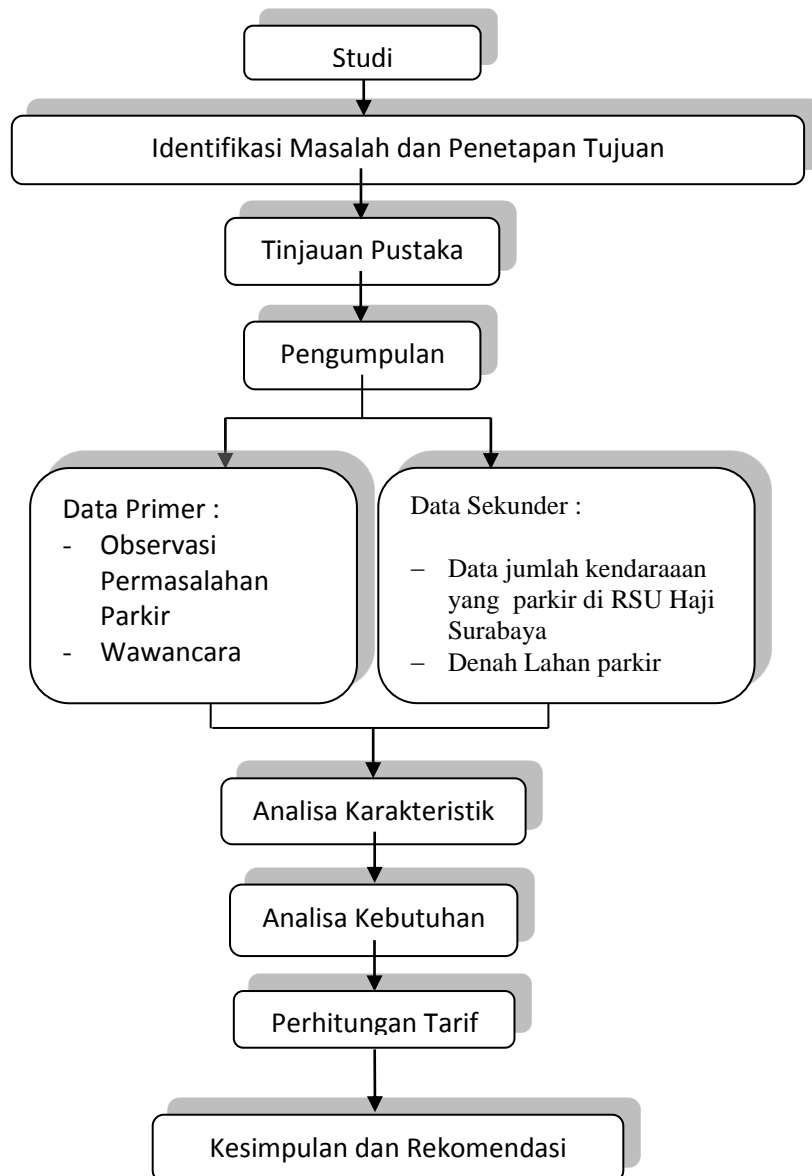 Studi
Identifikasi Masalah dan Penetapan Tujuan
Tinjauan Pustaka
Pengumpulan
Data Primer :
- Observasi
Permasalahan
Parkir
- Wawancara
Data Sekunder :
– Data jumlah kendaraaan
yang parkir di RSU Haji
Surabaya
– Denah Lahan parkir
Analisa Karakteristik
Analisa Kebutuhan
Perhitungan Tarif
Kesimpulan dan Rekomendasi